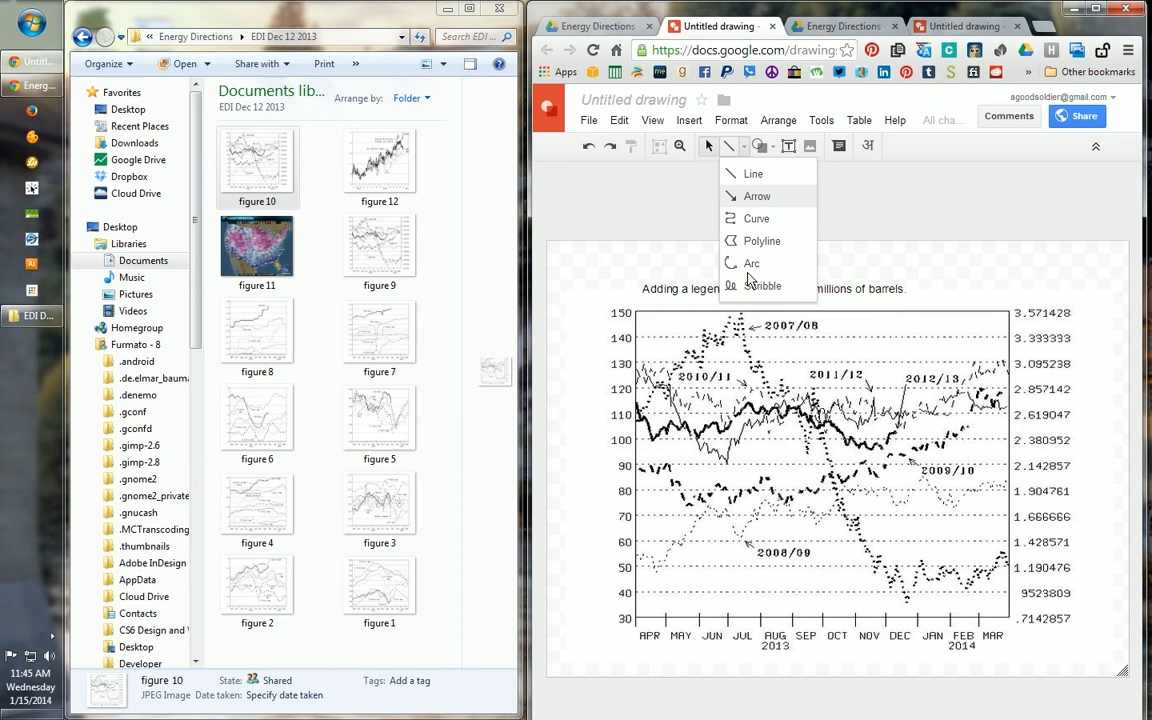 Energy Directions
EDI Dec 12 2013
Search EDI ...
Organize
Open
Share with
Print
»
Favorites
Desktop
Recent Places
Downloads
Google Drive
Dropbox
Cloud Drive
Desktop
Libraries
Documents
Music
Pictures
Videos
Homegroup
Furmato - 8
.android
.de.elmar_baum
.denemo
.gconf
.gconfd
.gimp-2.6
.gimp-2.8
.gnome2
.gnome2_private
.gnucash
.MCTranscoding
.thumbnails
Adobe InDesign
AppData
Cloud Drive
Contacts
CS6 Design and
Desktop
Developer
Documents lib...
EDI Dec 12 2013
Arrange by:
Folder
figure 10
figure 12
figure 11
figure 9
figure 8
figure 7
figure 6
figure 5
figure 4
figure 3
figure 2
figure 1
figure 10
State:
Shared
Tags: Add a tag
JPEG Image
Date taken: Specify date taken
Untitl
Energ
EDI D...
11:45 AM
Wednesday
1/15/2014
Energy Directions
Untitled drawing -
Energy Directions
Untitled drawing -
https://docs.google.com/drawing:
Apps
Other bookmarks
Untitled drawing
agoodsoldier@gmail.com
File
Edit
View
Insert
Format
Arrange
Tools
Table
Help
All cha...
Comments
Share
Line
Arrow
Curve
Polyline
Arc
Scribble
Adding a legen
millions of barrels.
150
140
130
120
110
100
90
80
70
60
50
40
30
2007/08
2010/11
2011/12
2012/13
2009/10
2008/09
3.571428
3.333333
3.095238
2.857142
2.619047
2.380952
2.142857
1.904761
1.666666
1.428571
1.190476
.9523809
.7142857
APR
MAY
JUN
JUL
AUG
SEP
OCT
NOV
DEC
JAN
FEB
MAR
2013
2014